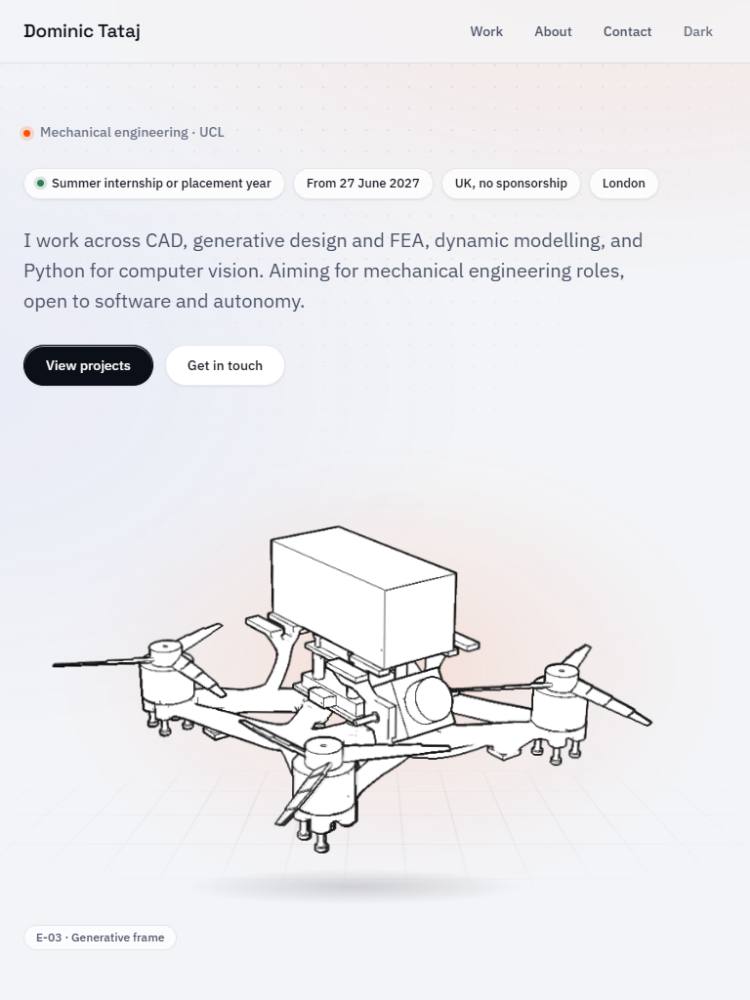 Dominic Tataj
Work
About
Contact
Dark
Mechanical engineering · UCL
Summer internship or placement year
From 27 June 2027
UK, no sponsorship
London
I work across CAD, generative design and FEA, dynamic modelling, and
Python for computer vision. Aiming for mechanical engineering roles,
open to software and autonomy.
View projects
Get in touch
E-03 · Generative frame